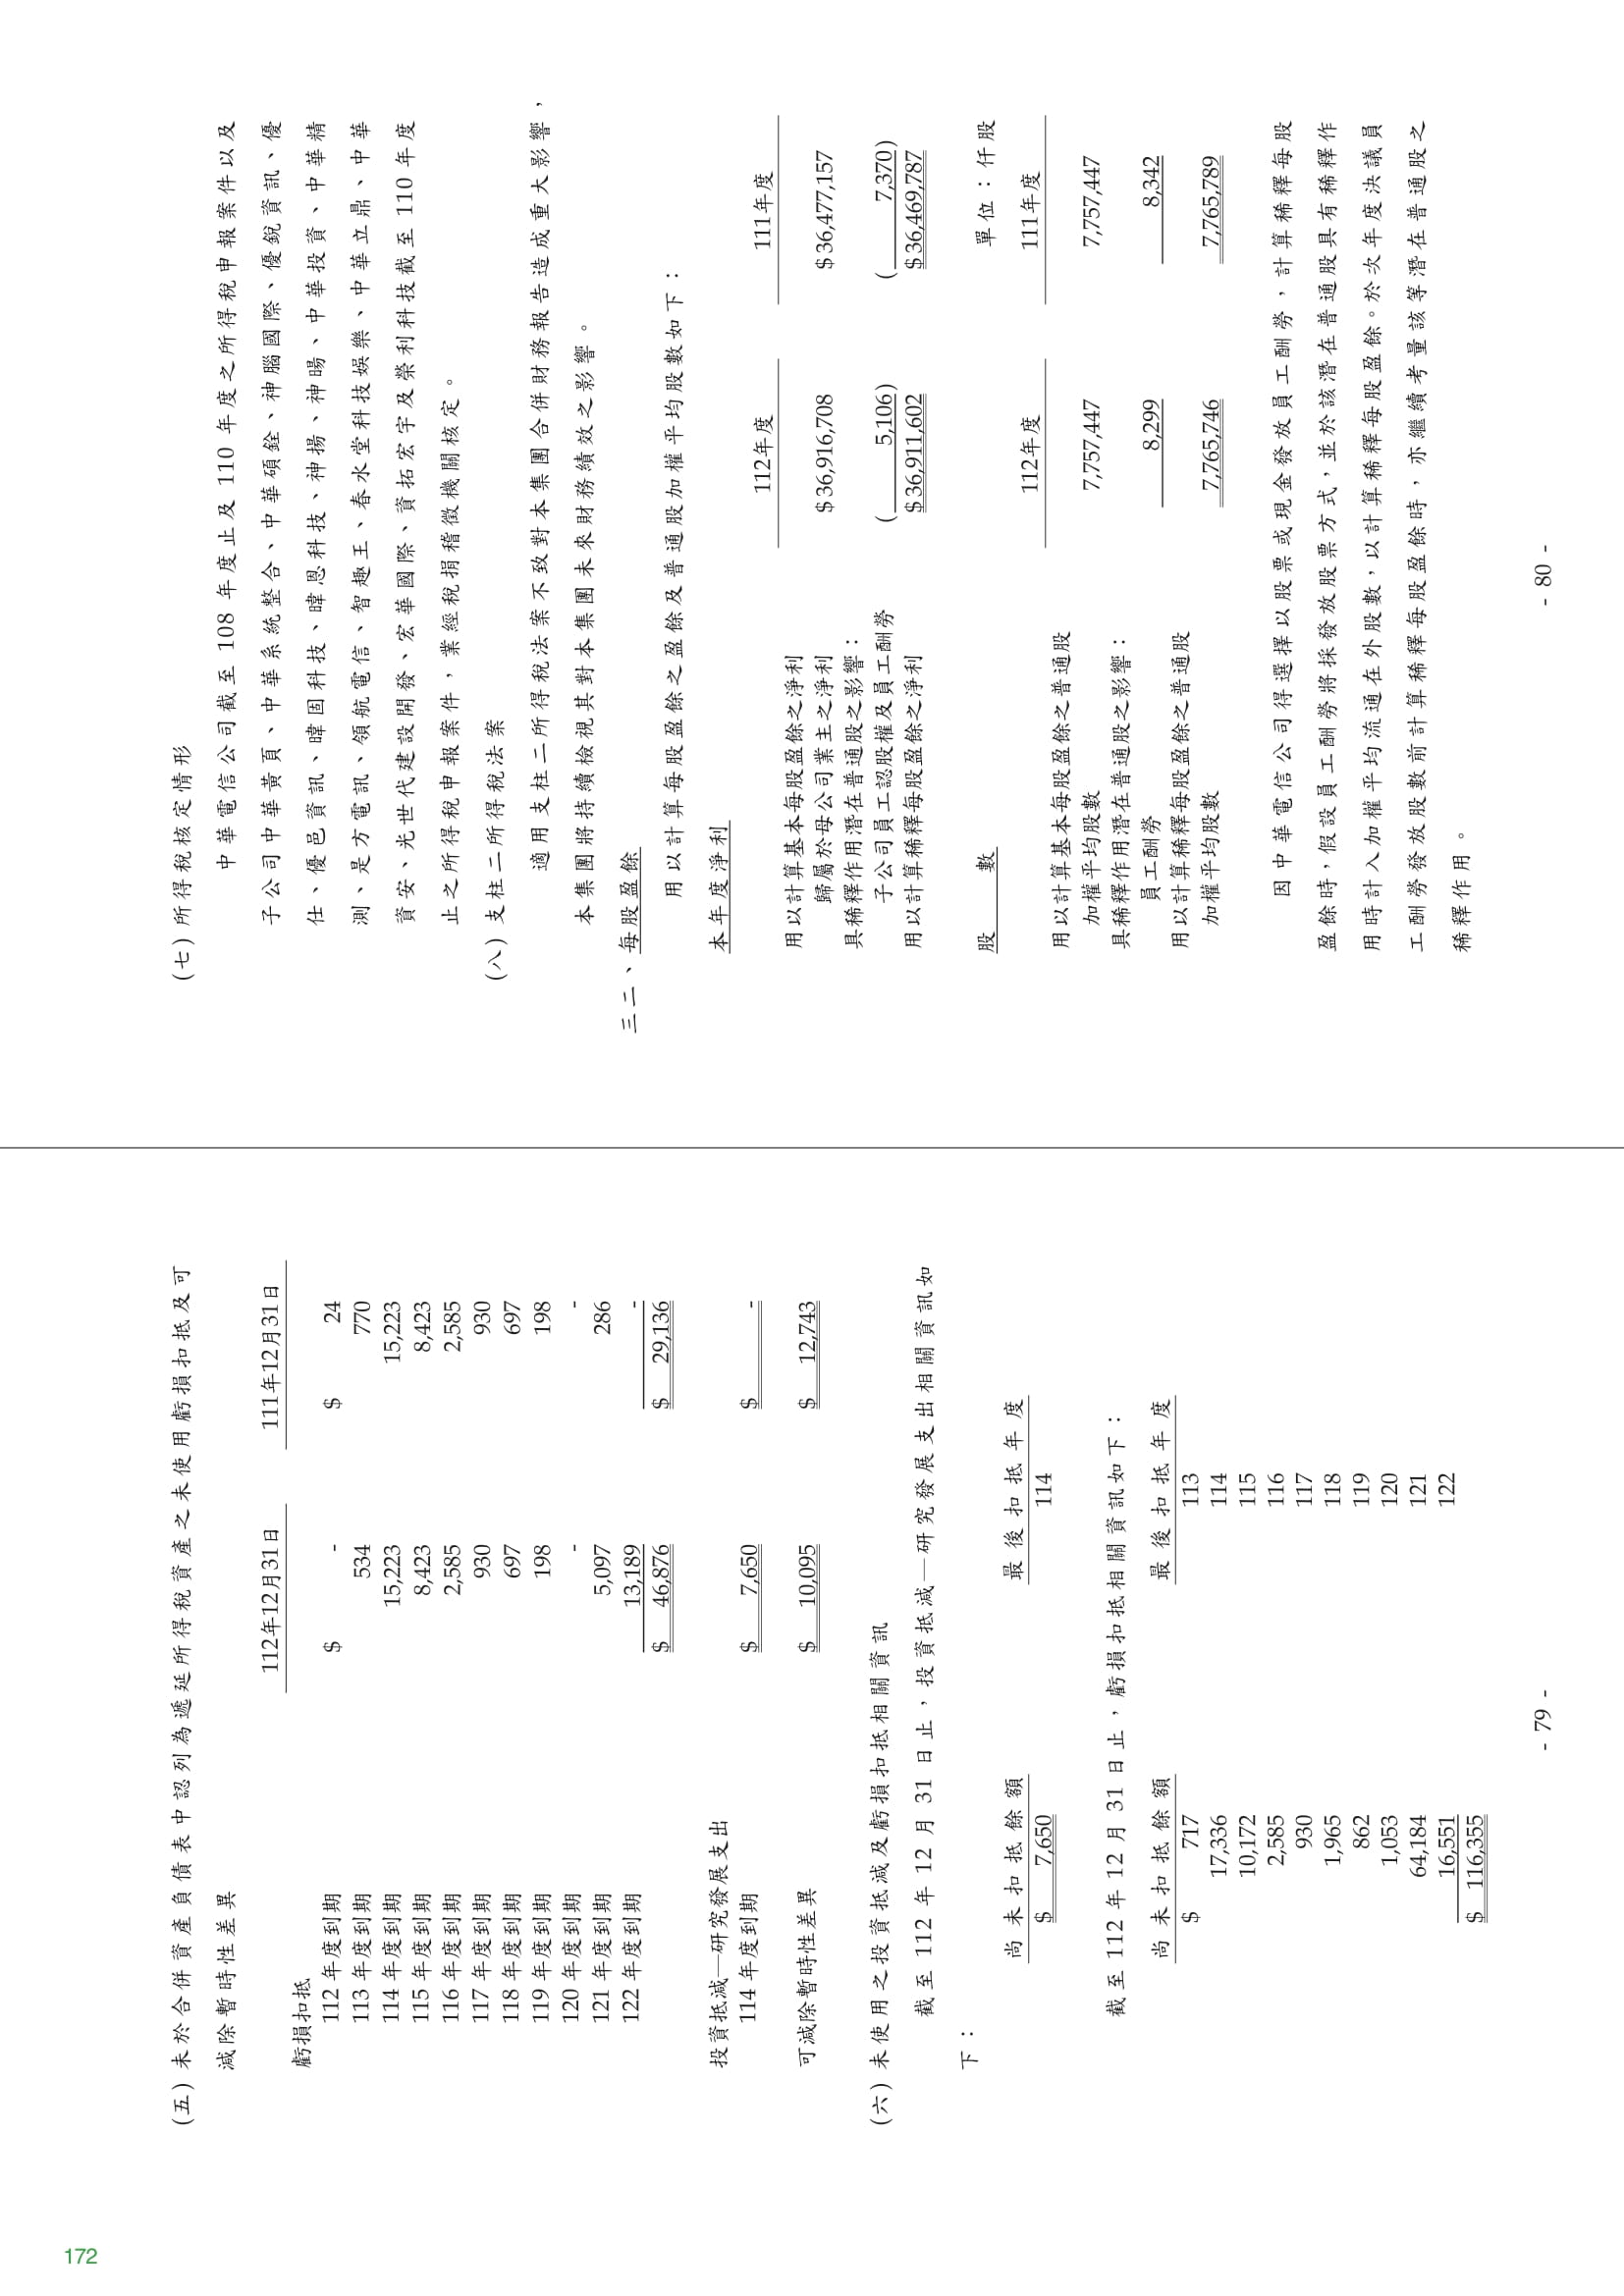 (五) 未於合併資產負債表中認列為遞延所得稅資產之未使用虧損扣抵及可
減除暫時性差異
112年12月31日 111年12月31日
虧損扣抵
112 年度到期 $ - $ 24
113 年度到期 534 770
114 年度到期 15,223 15,223
115 年度到期 8,423 8,423
116 年度到期 2,585 2,585
117 年度到期 930 930
118 年度到期 697 697
119 年度到期 198 198
120 年度到期 - -
121 年度到期 5,097 286
122 年度到期 13,189 -
$ 46,876 $ 29,136
投資抵減—研究發展支出
114 年度到期 $ 7,650 $ -
可減除暫時性差異 $ 10,095 $ 12,743
(六) 未使用之投資抵減及虧損扣抵相關資訊
截至 112 年 12 月 31 日止，投資抵減—研究發展支出相關資訊如
下：
尚未扣抵餘額 最後扣抵年度
$ 7,650 114
截至 112 年 12 月 31 日止，虧損扣抵相關資訊如下：
尚未扣抵餘額 最後扣抵年度
$ 717 113
17,336 114
10,172 115
2,585 116
930 117
1,965 118
862 119
1,053 120
64,184 121
16,551 122
$ 116,355
- 79 -
(七) 所得稅核定情形
中華電信公司截至 108 年度止及 110 年度之所得稅申報案件以及
子公司中華黃頁、中華系統整合、中華碩銓、神腦國際、優銳資訊、優
仕、優邑資訊、暐固科技、暐恩科技、神揚、神暘、中華投資、中華精
測、是方電訊、領航電信、智趣王、春水堂科技娛樂、中華立鼎、中華
資安、光世代建設開發、宏華國際、資拓宏宇及榮利科技截至 110 年度
止之所得稅申報案件，業經稅捐稽徵機關核定。
(八) 支柱二所得稅法案
適用支柱二所得稅法案不致對本集團合併財務報告造成重大影響，
本集團將持續檢視其對本集團未來財務績效之影響。
三二、每股盈餘
用以計算每股盈餘之盈餘及普通股加權平均股數如下：
本年度淨利
112年度 111年度
用以計算基本每股盈餘之淨利
歸屬於母公司業主之淨利 $ 36,916,708 $ 36,477,157
具稀釋作用潛在普通股之影響：
子公司員工認股權及員工酬勞 ( 5,106) ( 7,370)
用以計算稀釋每股盈餘之淨利 $ 36,911,602 $ 36,469,787
股 數 單位：仟股
112年度 111年度
用以計算基本每股盈餘之普通股
加權平均股數 7,757,447 7,757,447
具稀釋作用潛在普通股之影響：
員工酬勞 8,299 8,342
用以計算稀釋每股盈餘之普通股
加權平均股數 7,765,746 7,765,789
因中華電信公司得選擇以股票或現金發放員工酬勞，計算稀釋每股
盈餘時，假設員工酬勞將採發放股票方式，並於該潛在普通股具有稀釋作
用時計入加權平均流通在外股數，以計算稀釋每股盈餘。於次年度決議員
工酬勞發放股數前計算稀釋每股盈餘時，亦繼續考量該等潛在普通股之
稀釋作用。
- 80 -
172